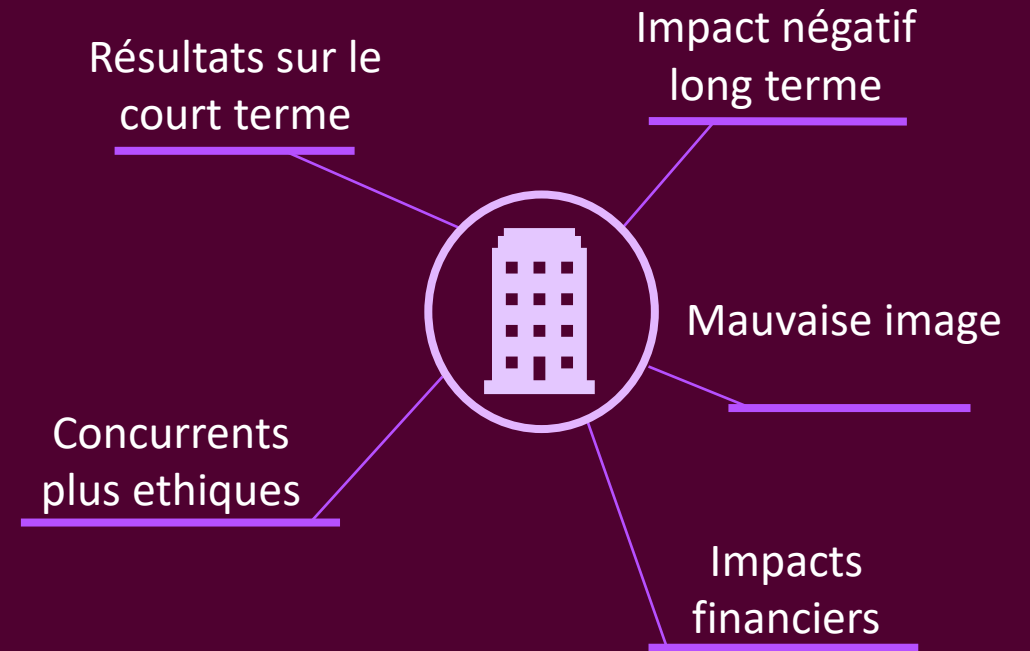 Résultats sur le
court terme
Impact négatif
long terme
Mauvaise image
Concurrents
plus ethiques
Impacts
financiers